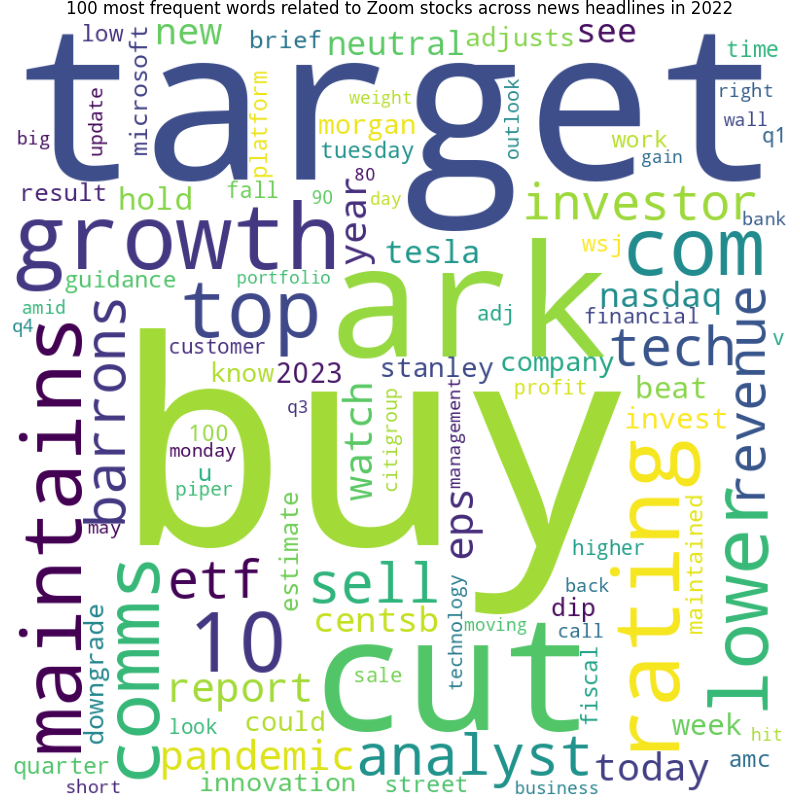 100 most frequent words related to Zoom stocks across news headlines in 2022
low
new
brief
neutral
adjusts
see
time
target
microsoft
update
big
platform
weight
morgan
tuesday
outlook
work
gain
right
wall
q1
result
hold
fall
90
80
day
year
investor
bank
growth
tesla
wsj
com
guidance
portfolio
ark
nasdaq
financial
amid
q4
top
adj
v
customer
tech
stanley
company
know
2023
profit
beat
revenue
maintains
barrons
buy
q3
watch
citigroup
management
invest
100
monday
u
piper
may
eps
rating
maintained
lower
estimate
higher
etf
sell
back
dip
10
centsb
technology
moving
call
comms
downgrade
cut
fiscal
report
sale
look
could
week
hit
pandemic
analyst
quarter
today
amc
short
innovation
street
business